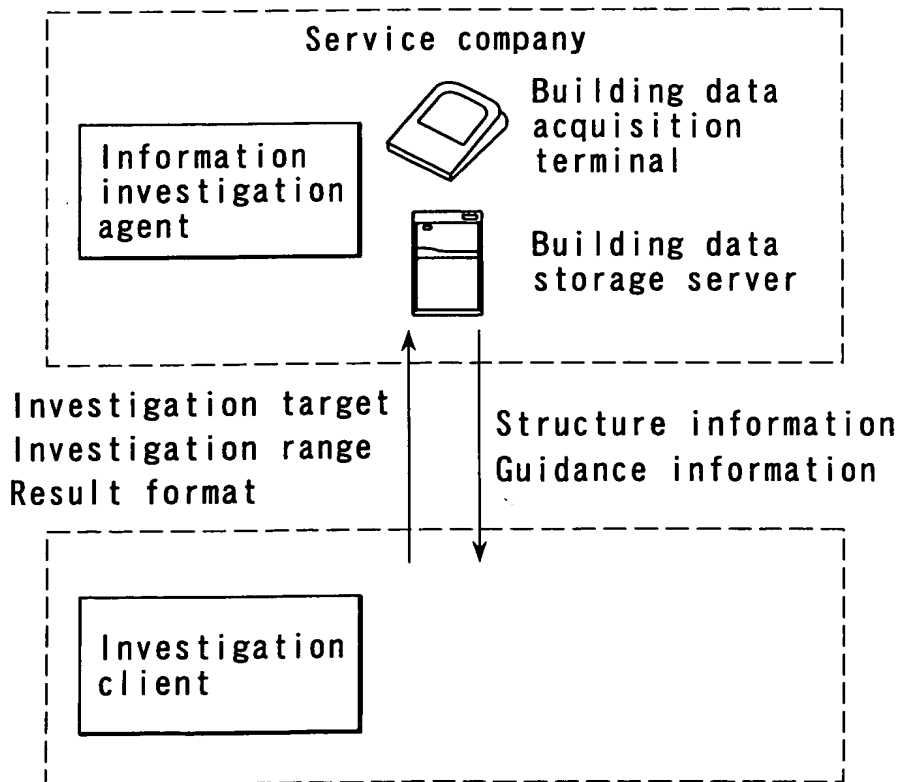 Service company
Building data
acquisition
terminal
Information
investigation
agent
Building data
storage server
Investigation target
Investigation range
Result format
Structure information
Guidance information
Investigation
client